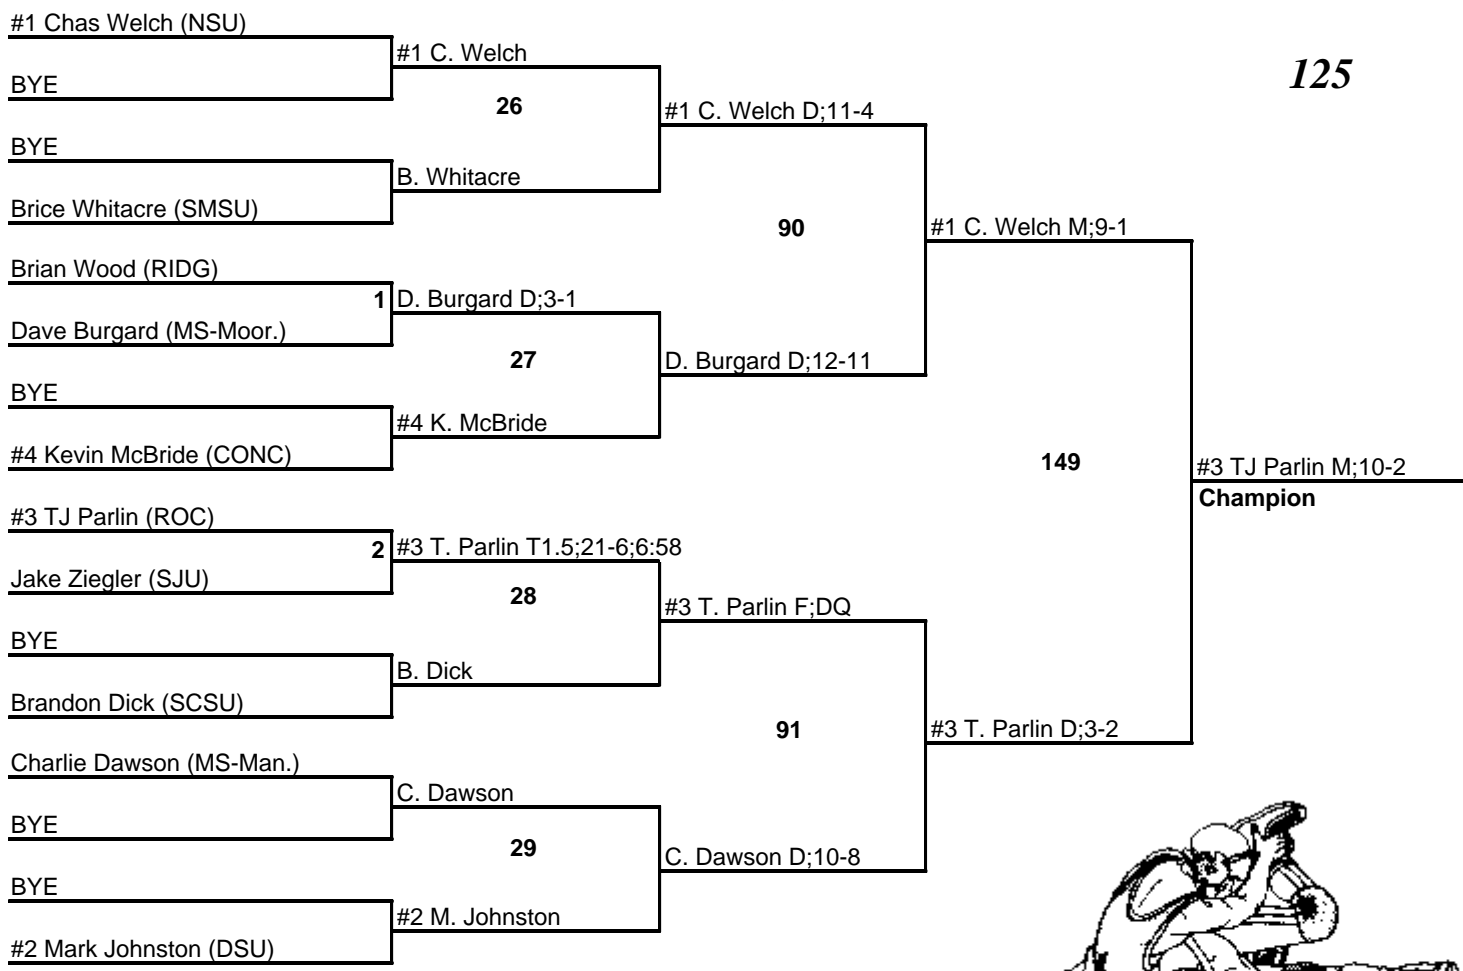 #1 Chas Welch (NSU)
#1 C. Welch
125
BYE
26
#1 C. Welch D;11-4
BYE
B. Whitacre
Brice Whitacre (SMSU)
90
#1 C. Welch M;9-1
Brian Wood (RIDG)
1 D. Burgard D;3-1
Dave Burgard (MS-Moor.)
27
D. Burgard D;12-11
BYE
#4 K. McBride
#4 Kevin McBride (CONC)
149
#3 TJ Parlin M;10-2
Champion
#3 TJ Parlin (ROC)
2 #3 T. Parlin T1.5;21-6;6:58
Jake Ziegler (SJU)
28
#3 T. Parlin F;DQ
BYE
B. Dick
Brandon Dick (SCSU)
91
#3 T. Parlin D;3-2
Charlie Dawson (MS-Man.)
C. Dawson
BYE
29
C. Dawson D;10-8
BYE
#2 M. Johnston
#2 Mark Johnston (DSU)